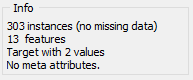 Info
303 instances (no missing data)
13 features
Target with 2 values
No meta attributes.